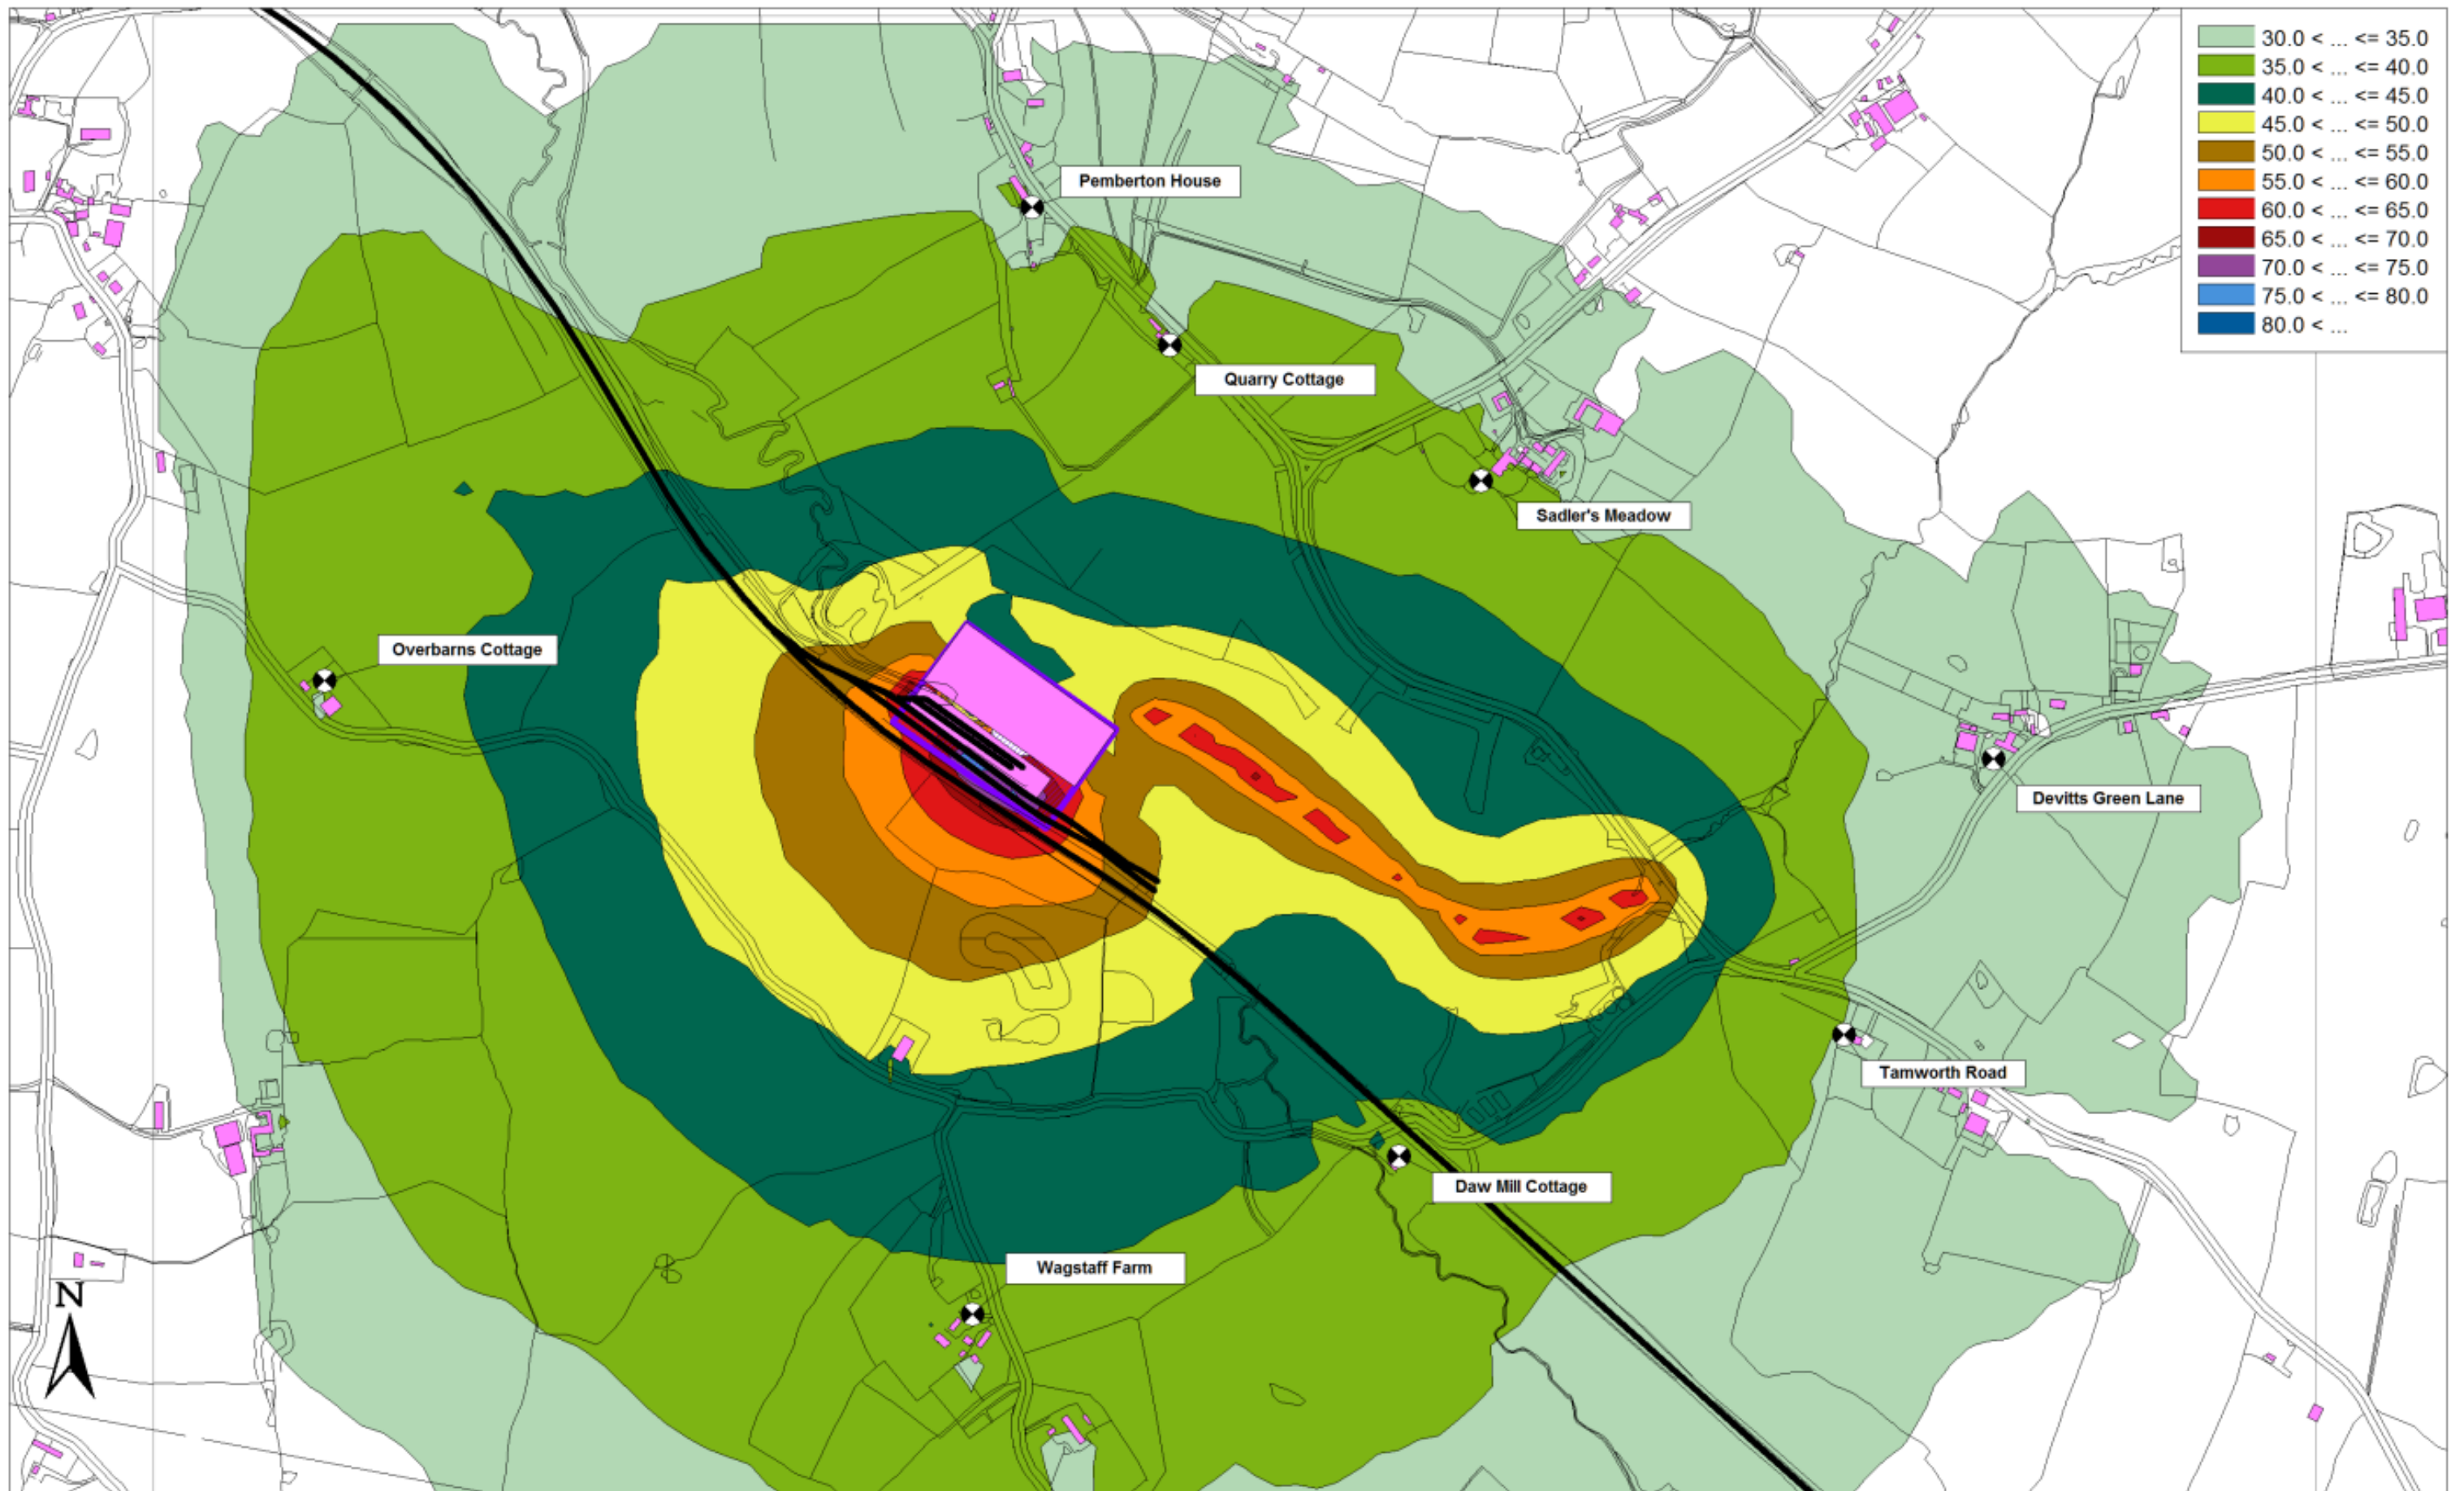 30.0 < ... <= 35.0
35.0 < ... <= 40.0
40.0 < ... <= 45.0
45.0 < ... <= 50.0
50.0 < ... <= 55.0
55.0 < ... <= 60.0
60.0 < ... <= 65.0
65.0 < ... <= 70.0
70.0 < ... <= 75.0
75.0 < ... <= 80.0
80.0 < ...
Pemberton House
Quarry Cottage
Sadler's Meadow
Overbarns Cottage
Devitts Green Lane
Tamworth Road
Daw Mill Cottage
Wagstaff Farm
N